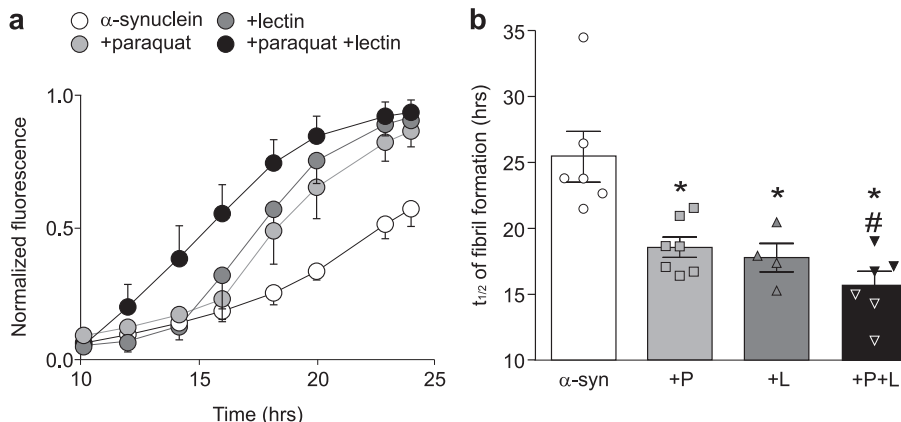 a
α-synuclein
+lectin
+paraquat
+paraquat +lectin
Normalized fluorescence
1.0
0.5
0.0
10
15
20
25
Time (hrs)
b
t1/2 of fibril formation (hrs)
35
30
25
20
15
10
*
*
*
#
α-syn
+P
+L
+P+L